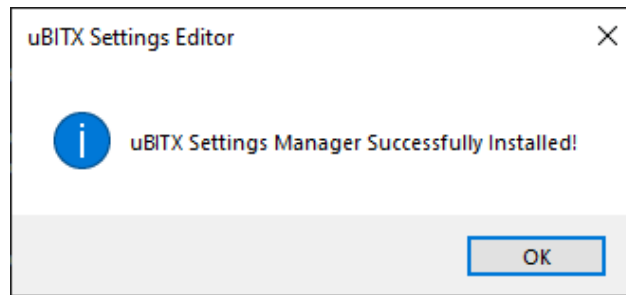 uBITX Settings Editor
uBITX Settings Manager Successfully Installed!
OK